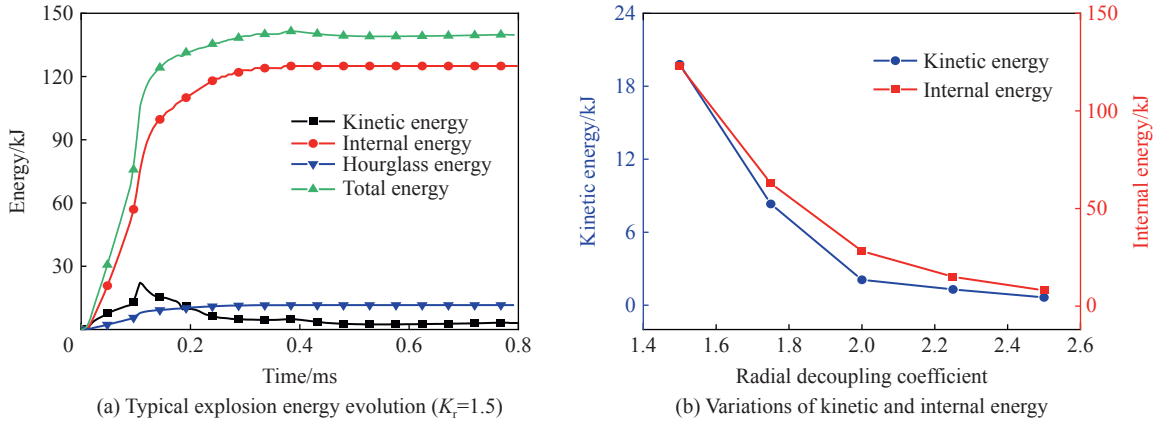 150
120
90
60
30
0
Energy/kJ
Kinetic energy
Internal energy
Hourglass energy
Total energy
0.2
0.4
0.6
0.8
Time/ms
(a) Typical explosion energy evolution (Kr=1.5)
24
18
12
6
0
Kinetic energy/kJ
Kinetic energy
Internal energy
150
100
50
0
Internal energy/kJ
1.4
1.6
1.8
2.0
2.2
2.4
2.6
Radial decoupling coefficient
(b) Variations of kinetic and internal energy